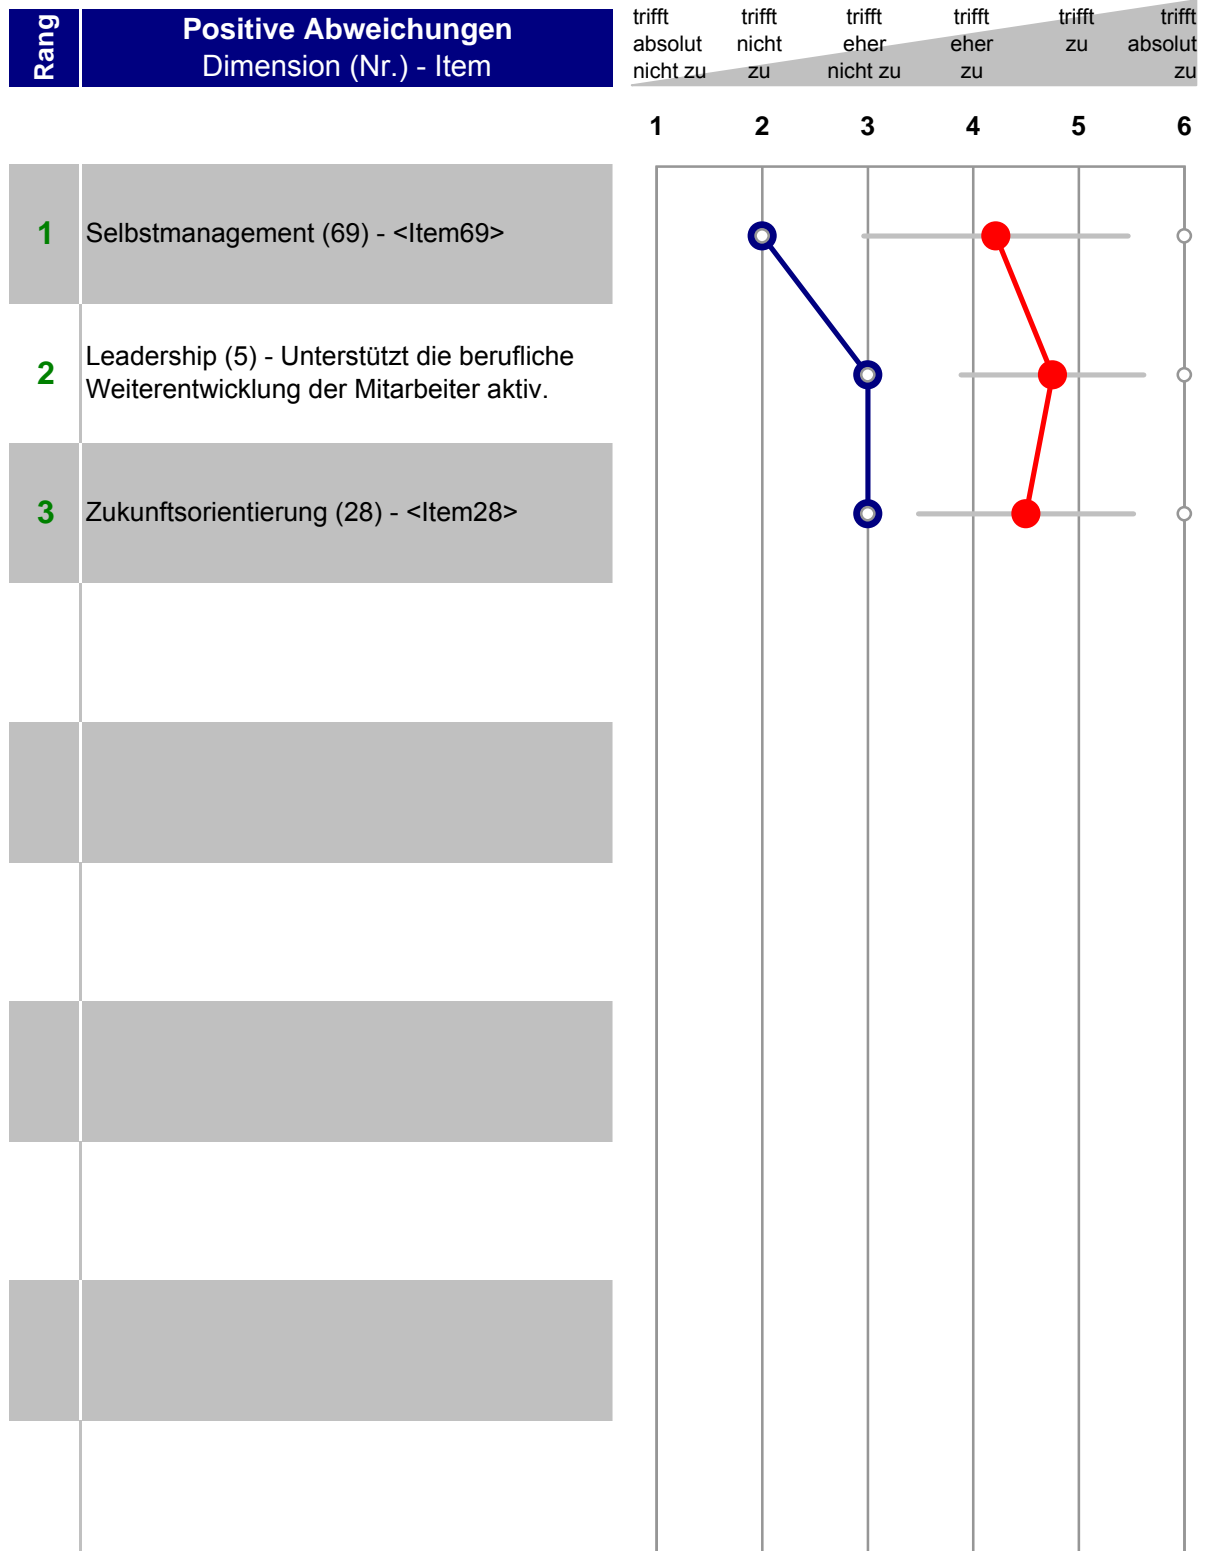 Rang
Positive Abweichungen
Dimension (Nr.) - Item
trifft absolut nicht zu
trifft nicht zu
trifft eher nicht zu
trifft eher zu
trifft zu
trifft absolut zu
1 2 3 4 5 6
1 Selbstmanagement (69) - <Item69>
2 Leadership (5) - Unterstützt die berufliche
Weiterentwicklung der Mitarbeiter aktiv.
3 Zukunftsorientierung (28) - <Item28>